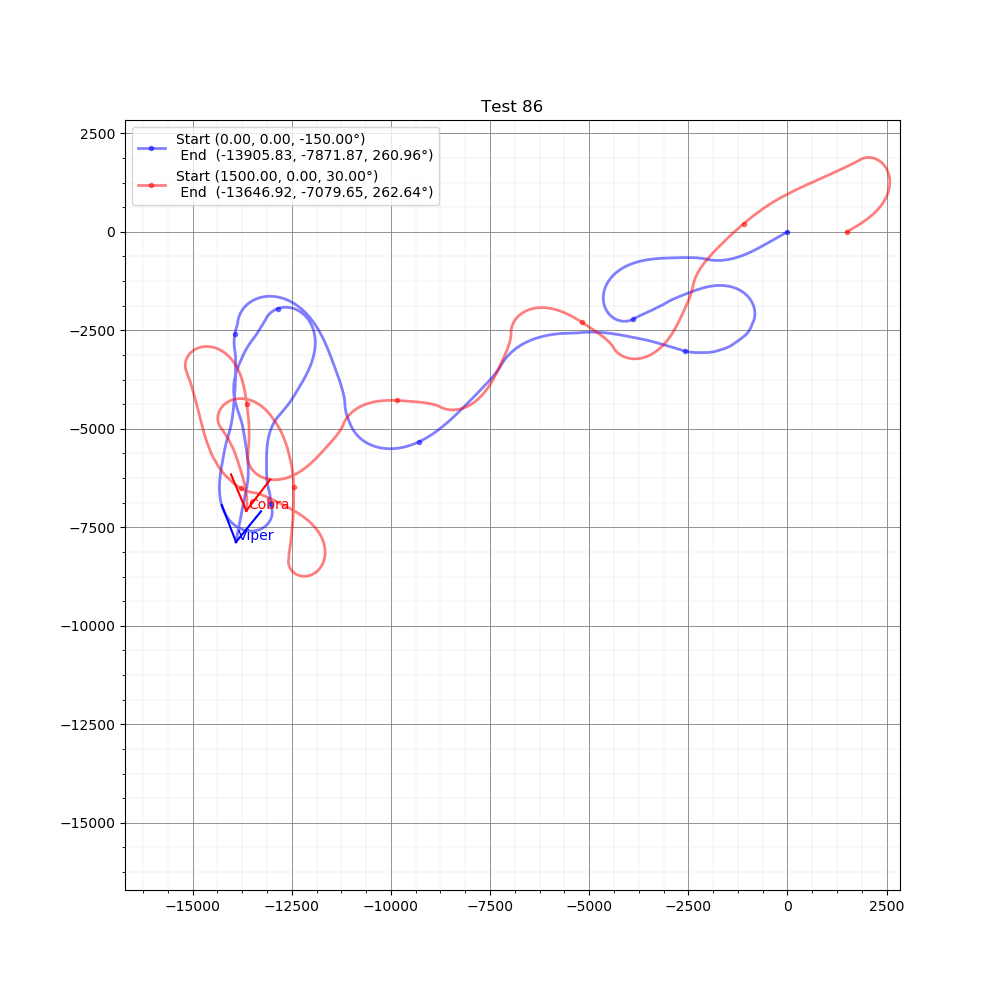 Test 86
Start (0.00, 0.00, -150.00°)
End (-13905.83, -7871.87, 260.96°)
Start (1500.00, 0.00, 30.00°)
End (-13646.92, -7079.65, 262.64°)
2500
0
−2500
−5000
−7500
−10000
−12500
−15000
Cobra
Viper
−15000 −12500 −10000 −7500 −5000 −2500 0 2500